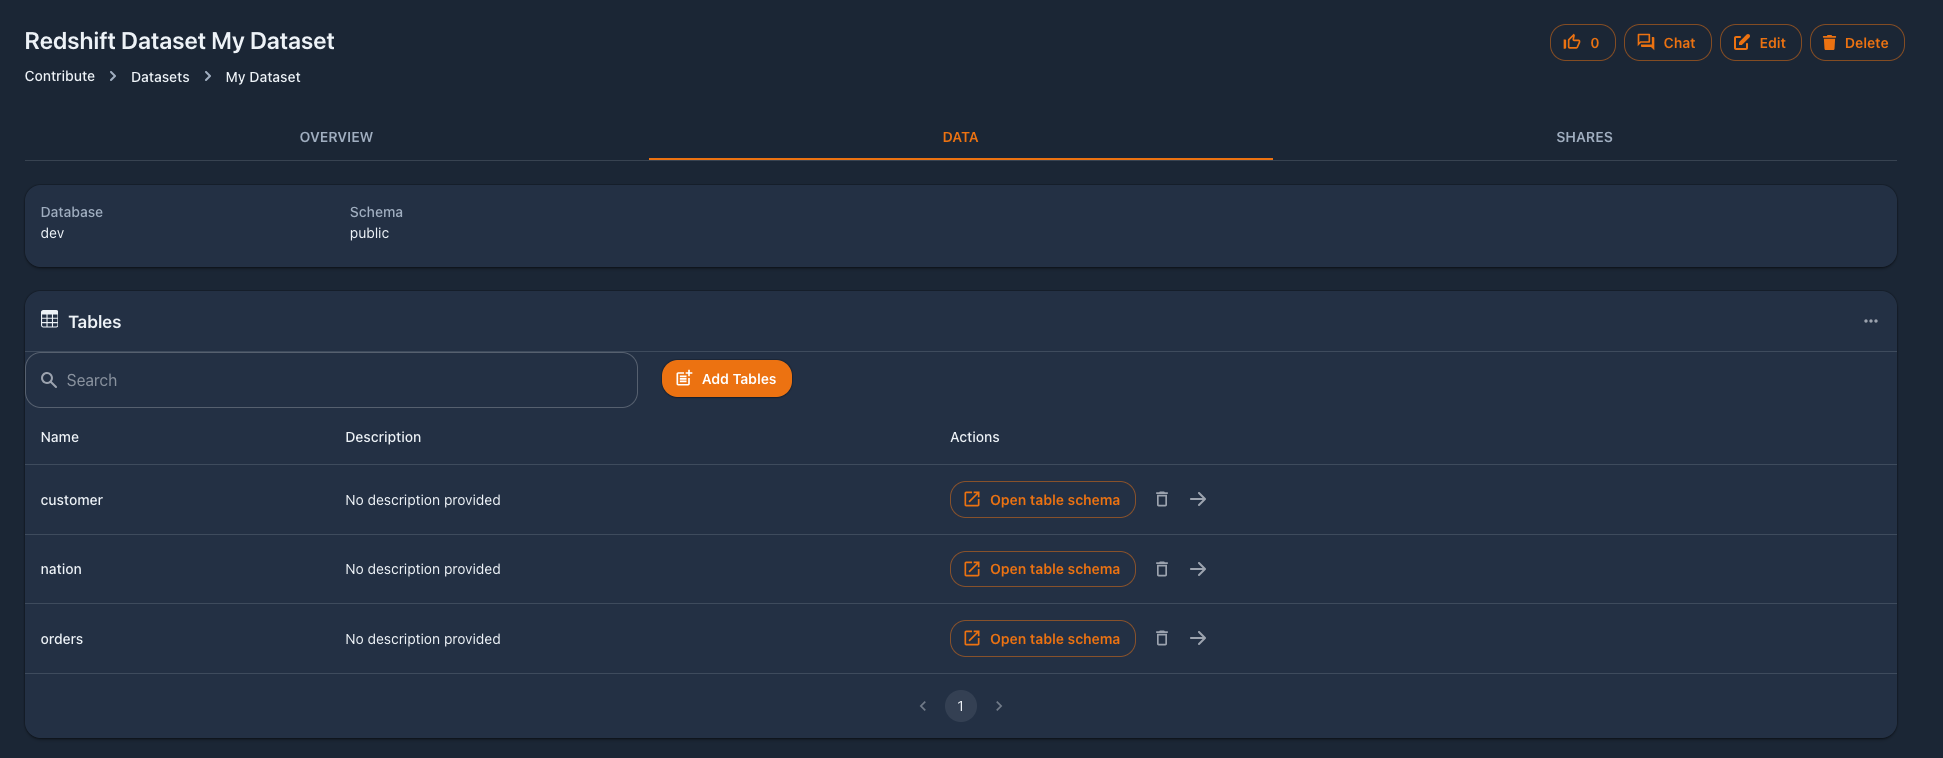 Redshift Dataset My Dataset
0
Chat
Edit
Delete
Contribute
Datasets
My Dataset
OVERVIEW
DATA
SHARES
Database
Schema
dev
public
Tables
Search
Add Tables
Name
Description
Actions
customer
No description provided
Open table schema
nation
No description provided
Open table schema
orders
No description provided
Open table schema
1